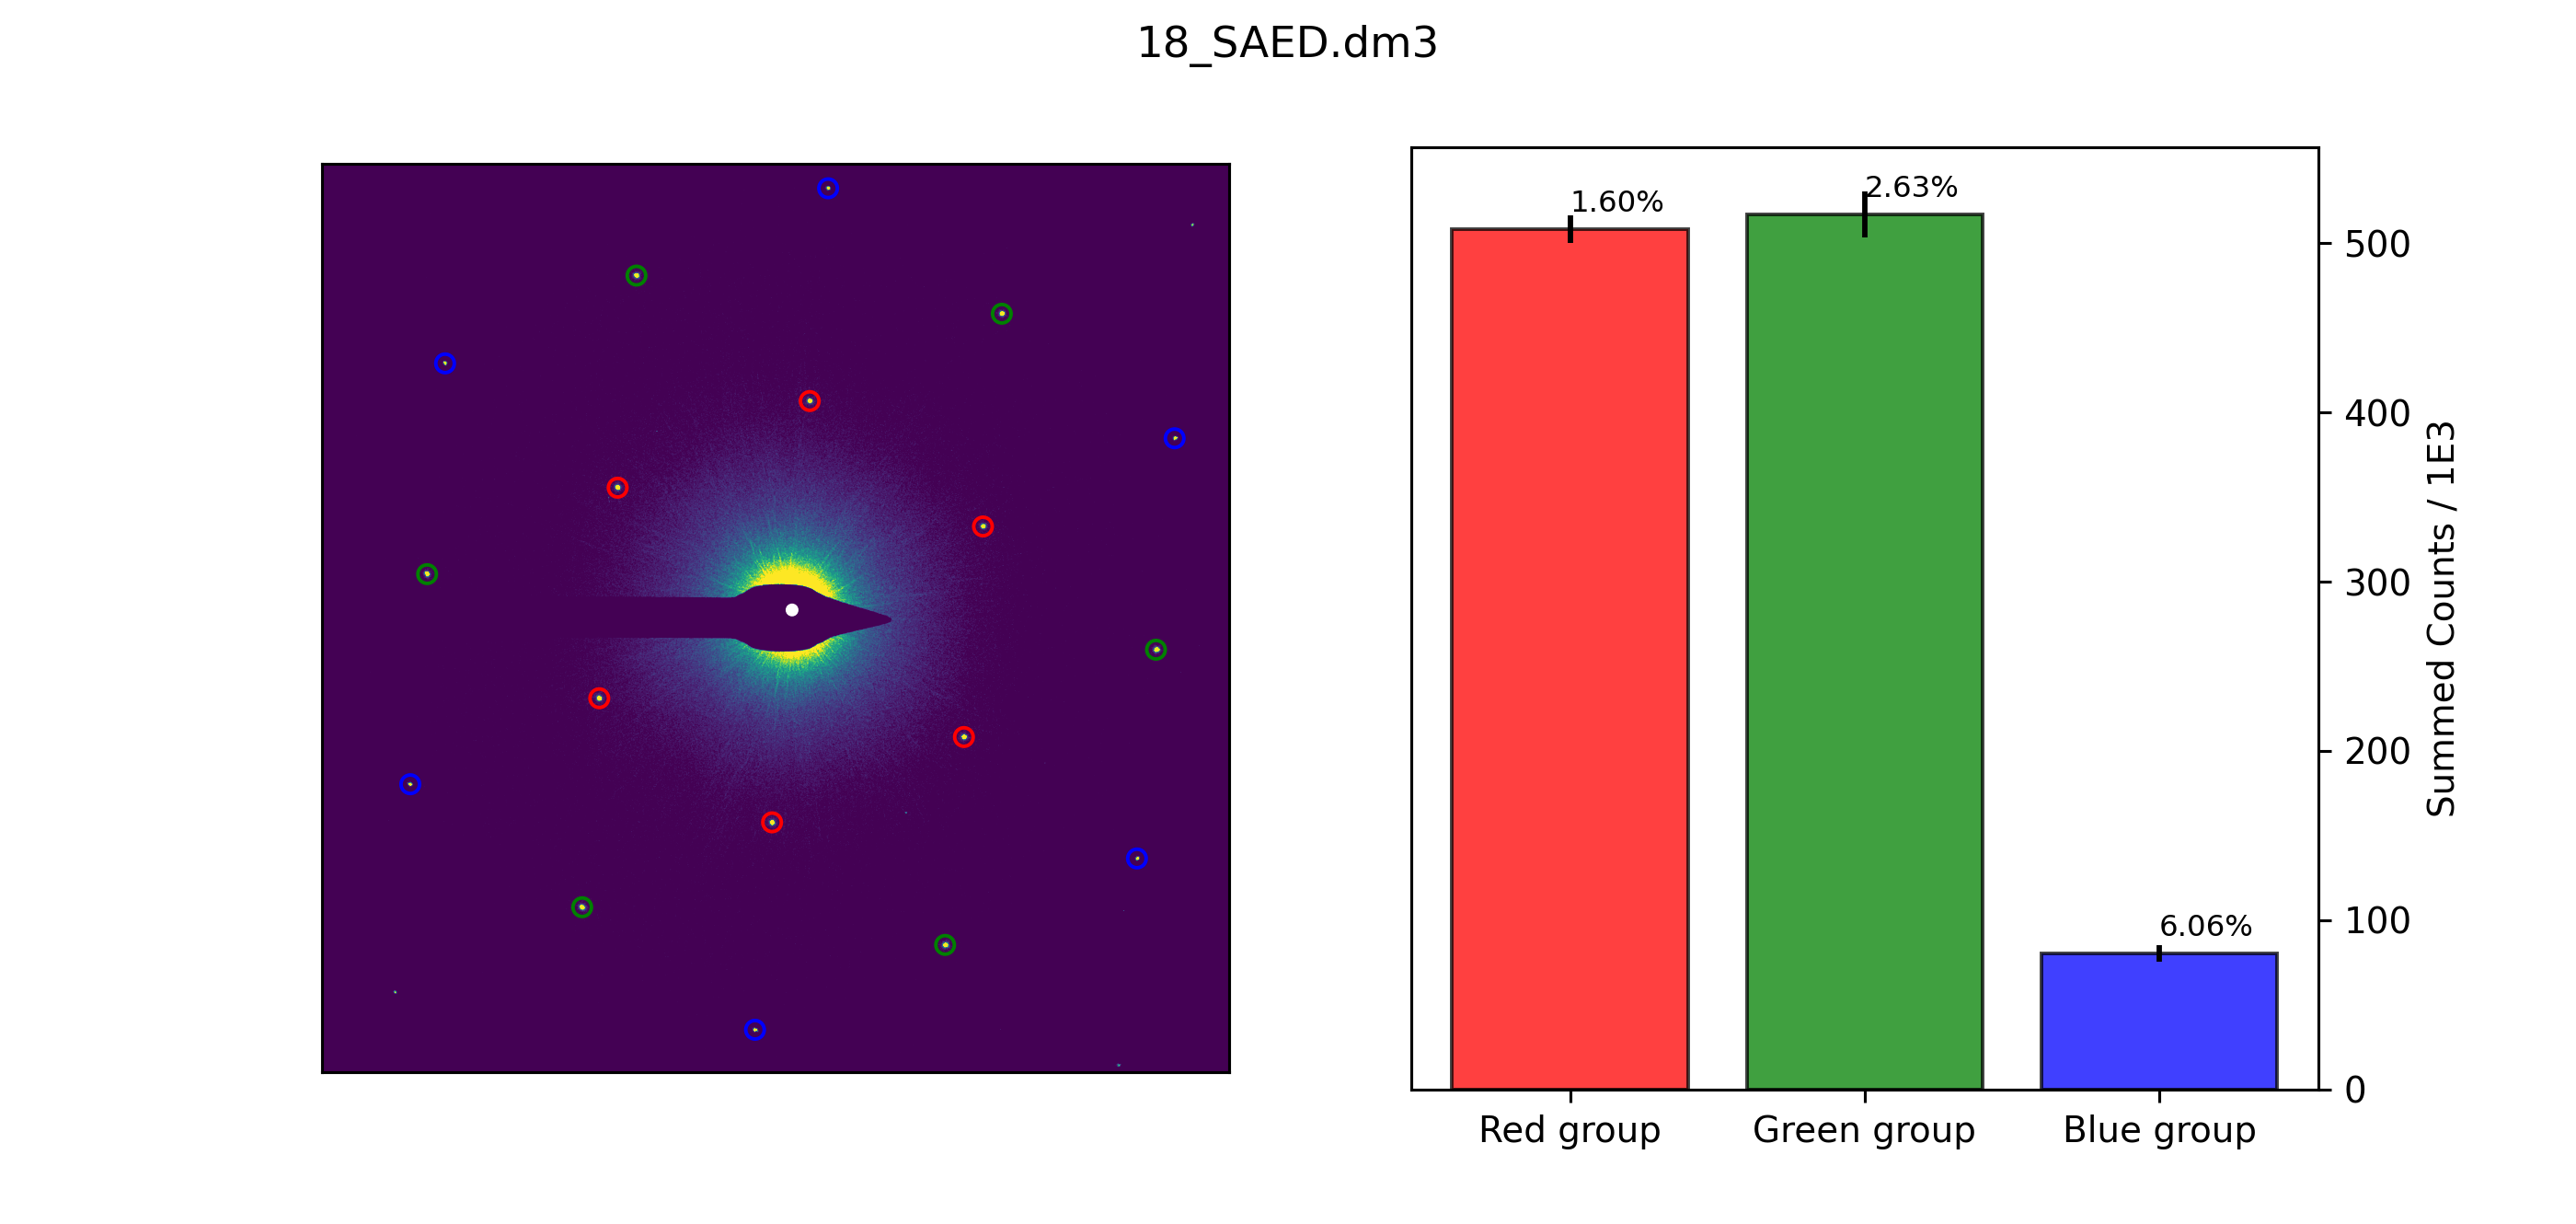 18_SAED.dm3
1.60%
2.63%
6.06%
500
400
300
200
100
0
Summed Counts / 1E3
Red group
Green group
Blue group